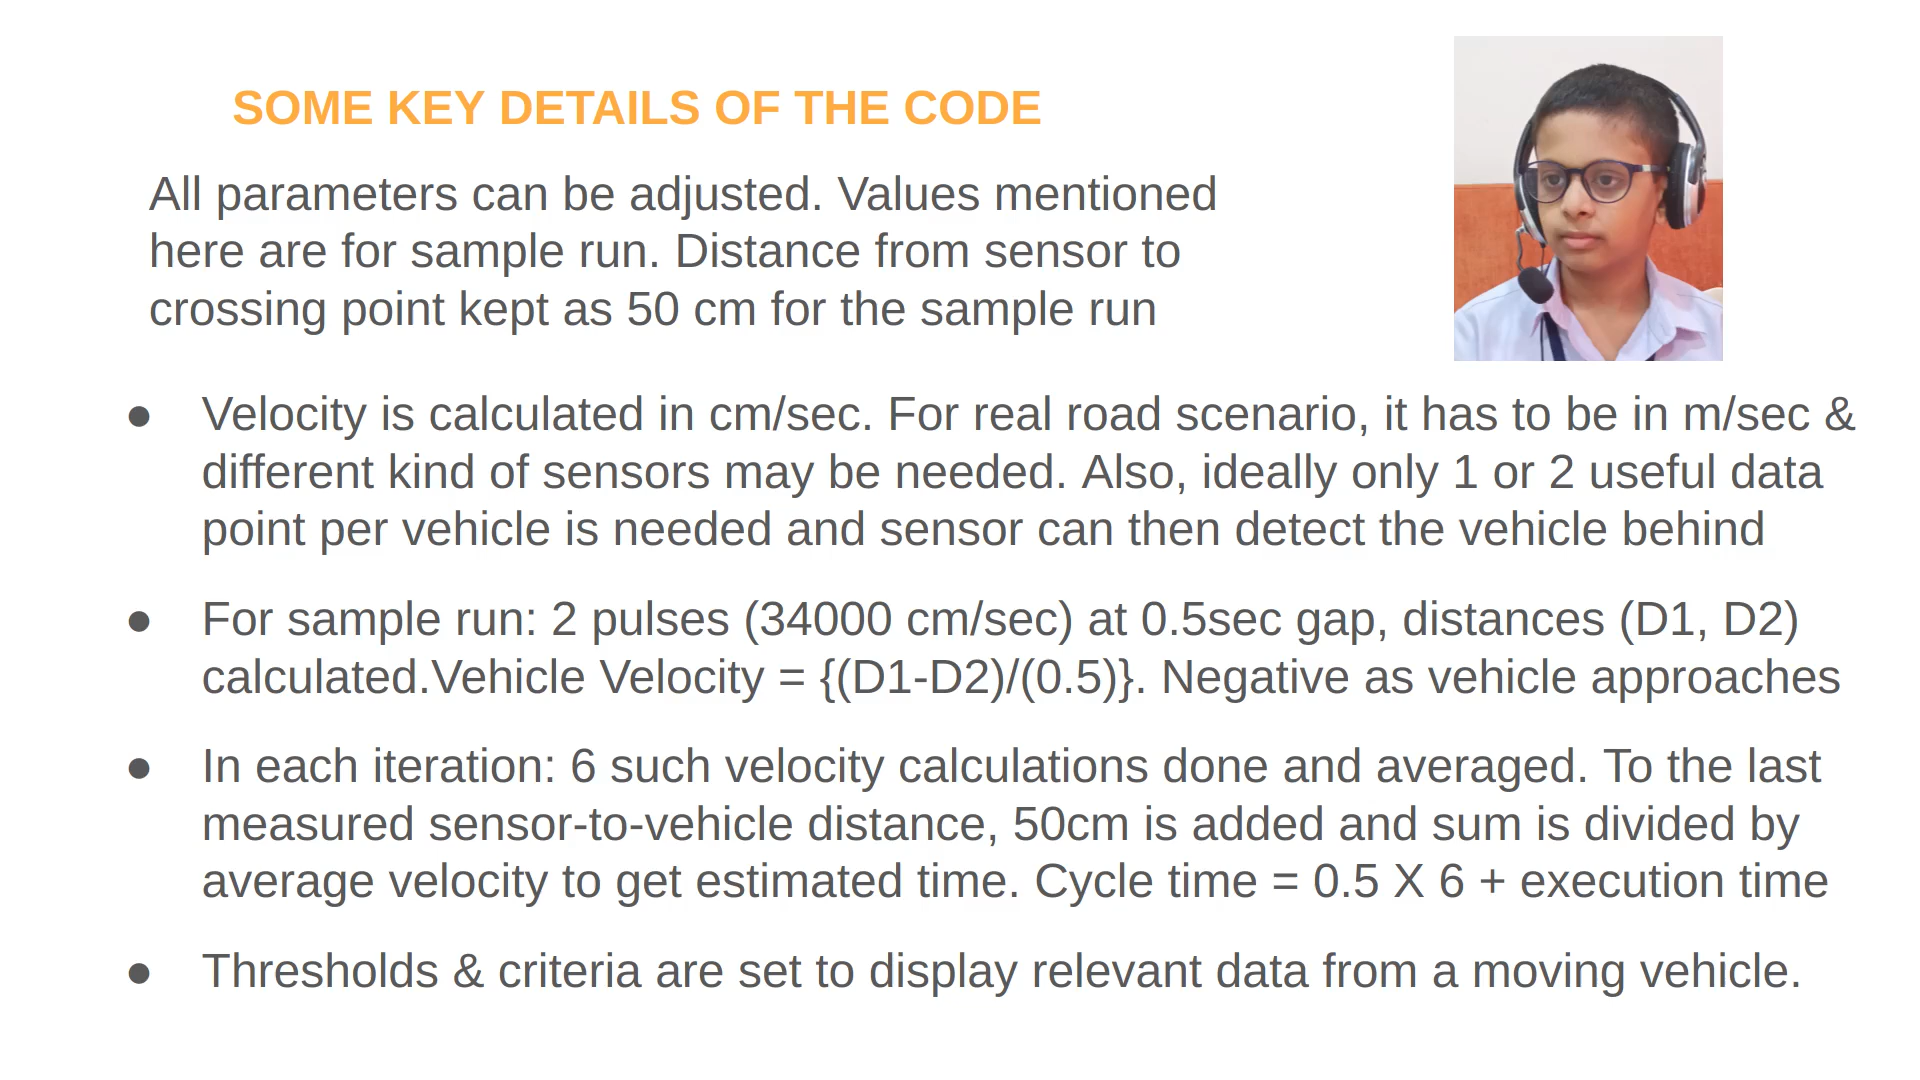 SOME KEY DETAILS OF THE CODE
All parameters can be adjusted. Values mentioned
here are for sample run. Distance from sensor to
crossing point kept as 50 cm for the sample run
● Velocity is calculated in cm/sec. For real road scenario, it has to be in m/sec &
different kind of sensors may be needed. Also, ideally only 1 or 2 useful data
point per vehicle is needed and sensor can then detect the vehicle behind
● For sample run: 2 pulses (34000 cm/sec) at 0.5sec gap, distances (D1, D2)
calculated.Vehicle Velocity = {(D1-D2)/(0.5)}. Negative as vehicle approaches
● In each iteration: 6 such velocity calculations done and averaged. To the last
measured sensor-to-vehicle distance, 50cm is added and sum is divided by
average velocity to get estimated time. Cycle time = 0.5 X 6 + execution time
● Thresholds & criteria are set to display relevant data from a moving vehicle.